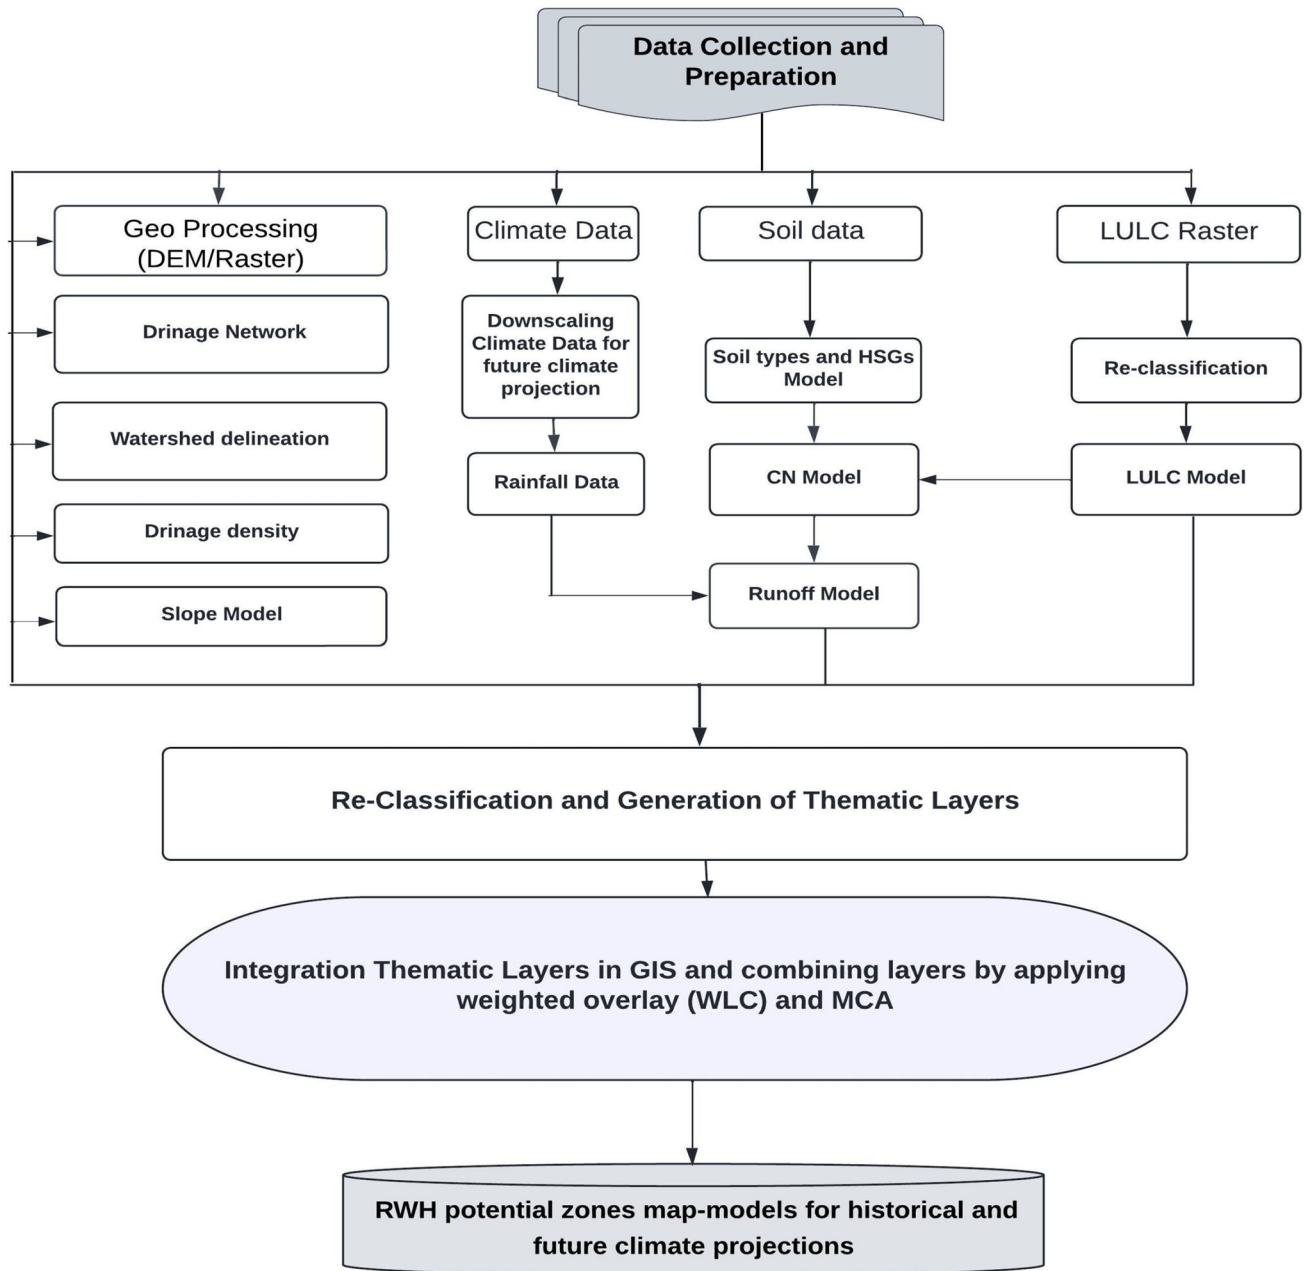 Data Collection and
Preparation
Geo Processing
(DEM/Raster)
Drinage Network
Watershed delineation
Drinage density
Slope Model
Climate Data
Downscaling
Climate Data for
future climate
projection
Rainfall Data
Soil data
Soil types and HSGs
Model
CN Model
Runoff Model
LULC Raster
Re-classification
LULC Model
Re-Classification and Generation of Thematic Layers
Integration Thematic Layers in GIS and combining layers by applying
weighted overlay (WLC) and MCA
RWH potential zones map-models for historical and
future climate projections